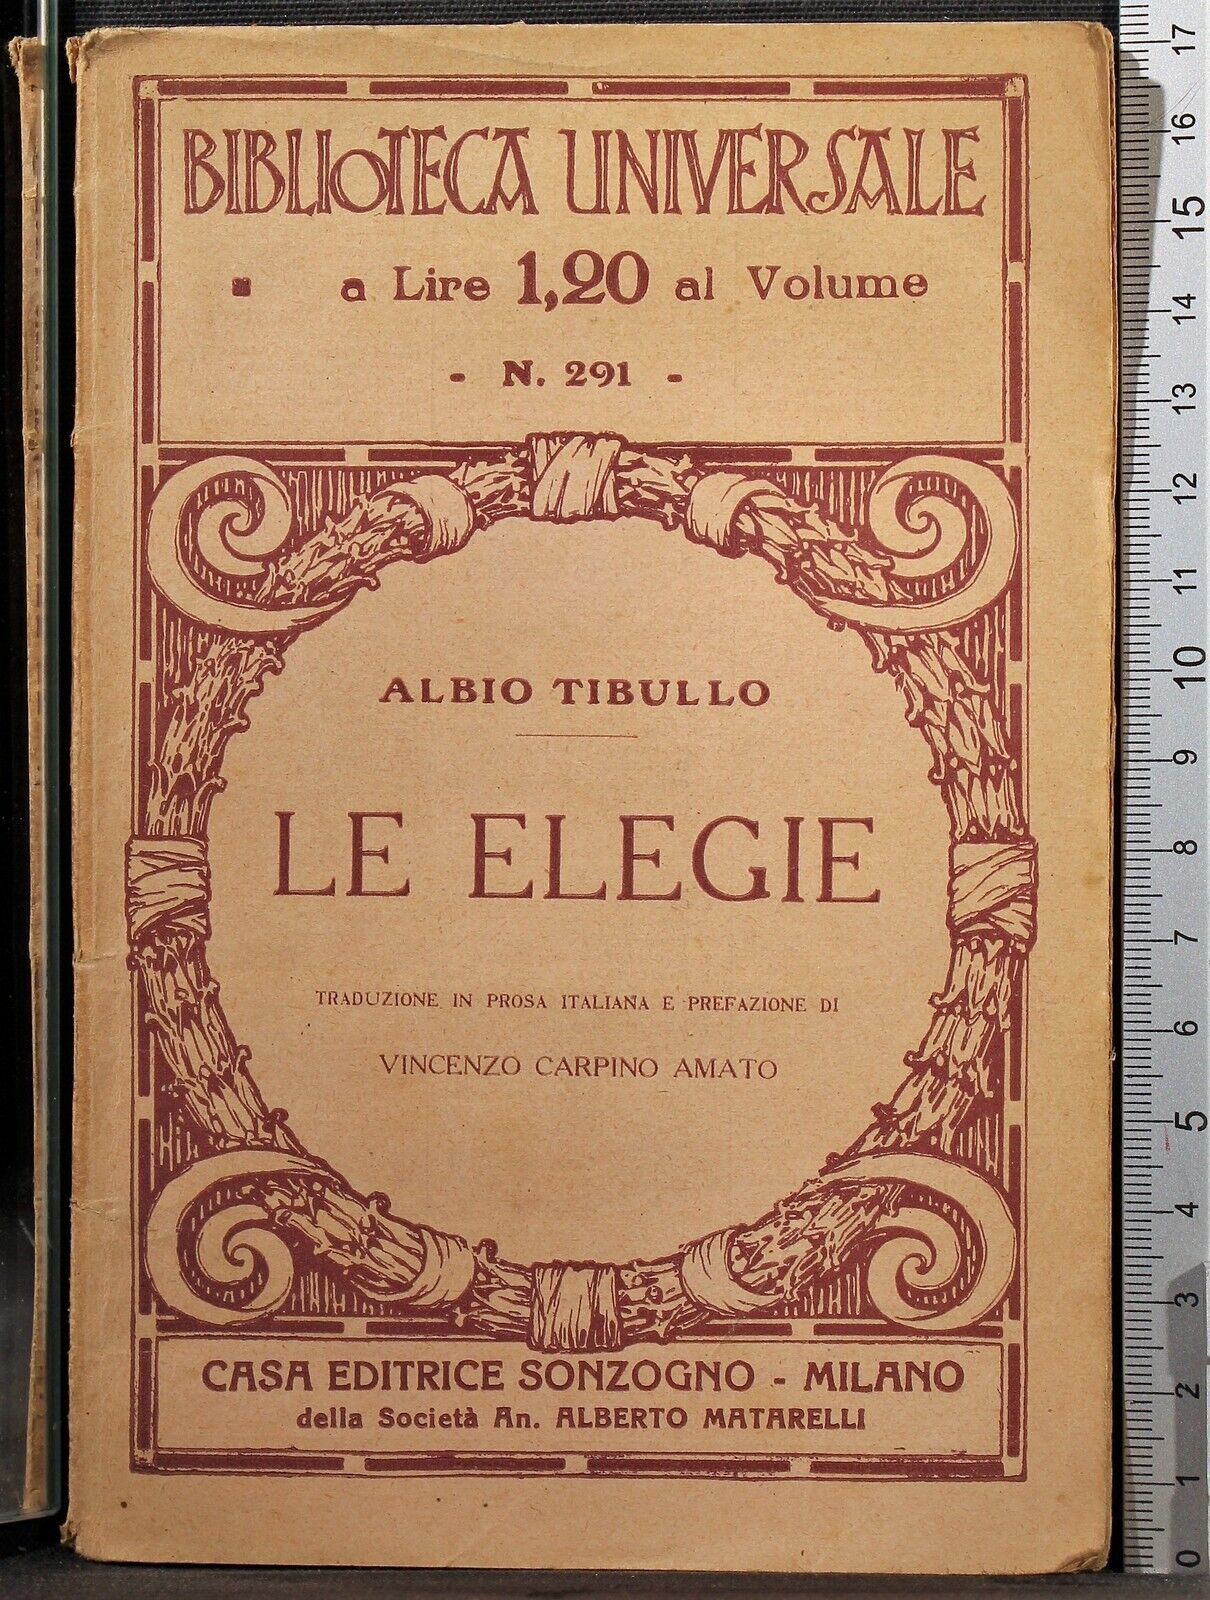 BIBLIOTECA UNIVERSALE
a Lire 1,20 al Volume
- N. 291 -
ALBIO TIBULLO
LE ELEGIE
TRADUZIONE IN PROSA ITALIANA E PREFAZIONE DI
VINCENZO CARPINO AMATO
CASA EDITRICE SONZOGNO - MILANO
della Società An. ALBERTO MATARELLI
17
16
15
14
13
12
11
10
9
8
7
6
5
4
3
2
1
0